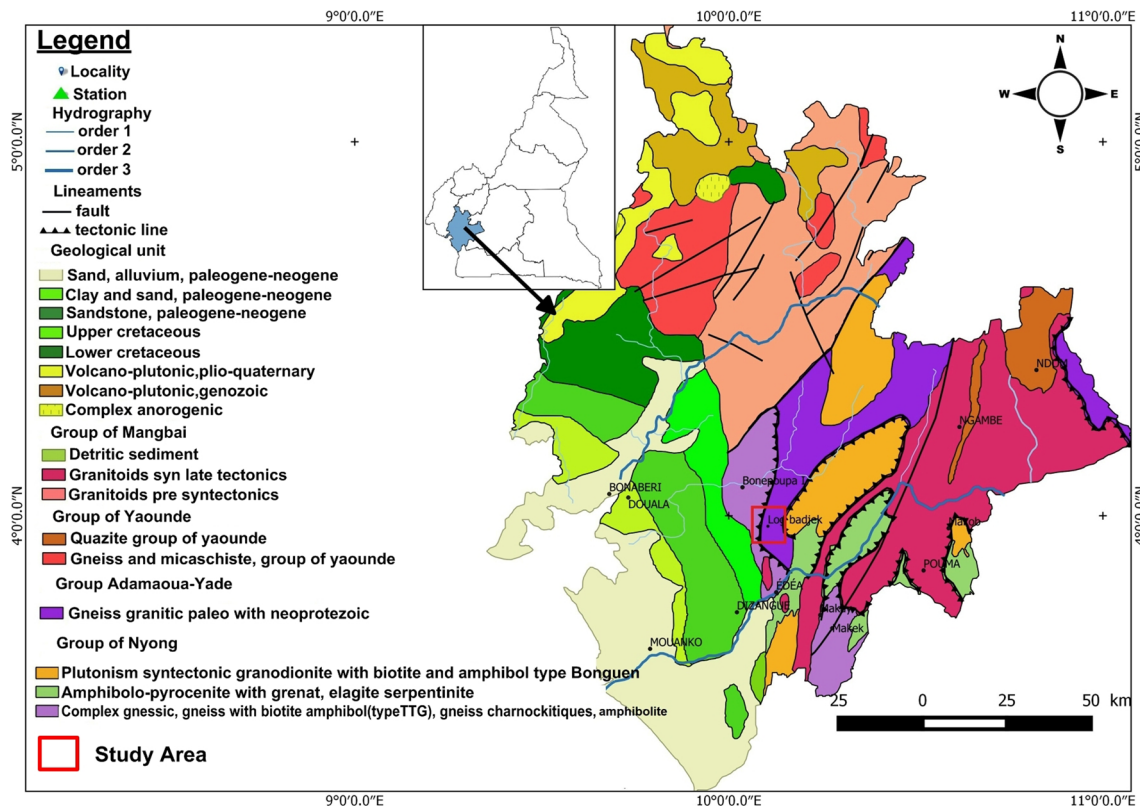 9°0′0.0″E 10°0′0.0″E 11°0′0.0″E
Legend
Locality
Station
Hydrography
order 1
order 2
order 3
Lineaments
fault
tectonic line
Geological unit
Sand, alluvium, paleogene-neogene
Clay and sand, paleogene-neogene
Sandstone, paleogene-neogene
Upper cretaceous
Lower cretaceous
Volcano-plutonic,plio-quaternary
Volcano-plutonic,genozoic
Complex anorogenic
Group of Mangbai
Detritic sediment
Granitoids syn late tectonics
Granitoids pre syntectonics
Group of Yaounde
Quazite group of yaounde
Gneiss and micaschiste, group of yaounde
Group Adamaoua-Yade
Gneiss granitic paleo with neoprotezoic
Group of Nyong
Plutonism syntectonic granodionite with biotite and amphibol type Bonguen
Amphibolo-pyrocenite with grenat, elagite serpentinite
Complex gnessic, gneiss with biotite amphibol(typeTTG), gneiss charnockitiques, amphibolite
Study Area
N
W E
S
5°0′0.0″N
4°0′0.0″N
NDOM
NGAMBE
Bonepoupa I
BONABERI
DOUALA
Log-badjek
POUMA
ÉDÉA
DIZANGUE
Makek
MOUANKO
25 0 25 50 km
9°0′0.0″E 10°0′0.0″E 11°0′0.0″E